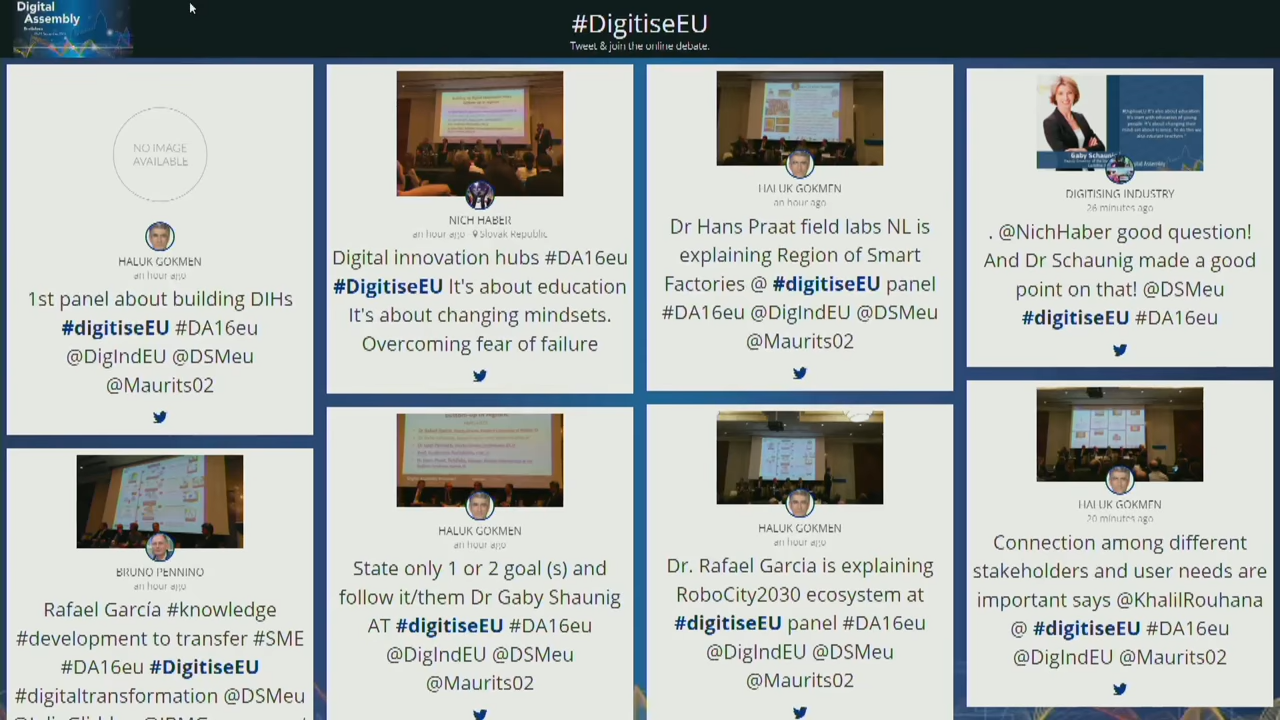 Digital
Assembly
Bratislava
#DigitiseEU
Tweet & join the online debate.
NO IMAGE
AVAILABLE
HALUK GOKMEN
an hour ago
1st panel about building DIHs
#digitiseEU #DA16eu
@DigIndEU @DSMeu
@Maurits02
BRUNO PENNINO
an hour ago
Rafael García #knowledge
#development to transfer #SME
#DA16eu #DigitiseEU
#digitaltransformation @DSMeu
NICH HABER
an hour ago · Slovak Republic
Digital innovation hubs #DA16eu
#DigitiseEU It's about education
It's about changing mindsets.
Overcoming fear of failure
HALUK GOKMEN
an hour ago
State only 1 or 2 goal (s) and
follow it/them Dr Gaby Shaunig
AT #digitiseEU #DA16eu
@DigIndEU @DSMeu
@Maurits02
HALUK GOKMEN
an hour ago
Dr Hans Praat field labs NL is
explaining Region of Smart
Factories @ #digitiseEU panel
#DA16eu @DigIndEU @DSMeu
@Maurits02
HALUK GOKMEN
an hour ago
Dr. Rafael Garcia is explaining
RoboCity2030 ecosystem at
#digitiseEU panel #DA16eu
@DigIndEU @DSMeu
@Maurits02
Gaby Schaunig
DIGITISING INDUSTRY
26 minutes ago
. @NichHaber good question!
And Dr Schaunig made a good
point on that! @DSMeu
#digitiseEU #DA16eu
HALUK GOKMEN
20 minutes ago
Connection among different
stakeholders and user needs are
important says @KhalilRouhana
@ #digitiseEU #DA16eu
@DigIndEU @Maurits02